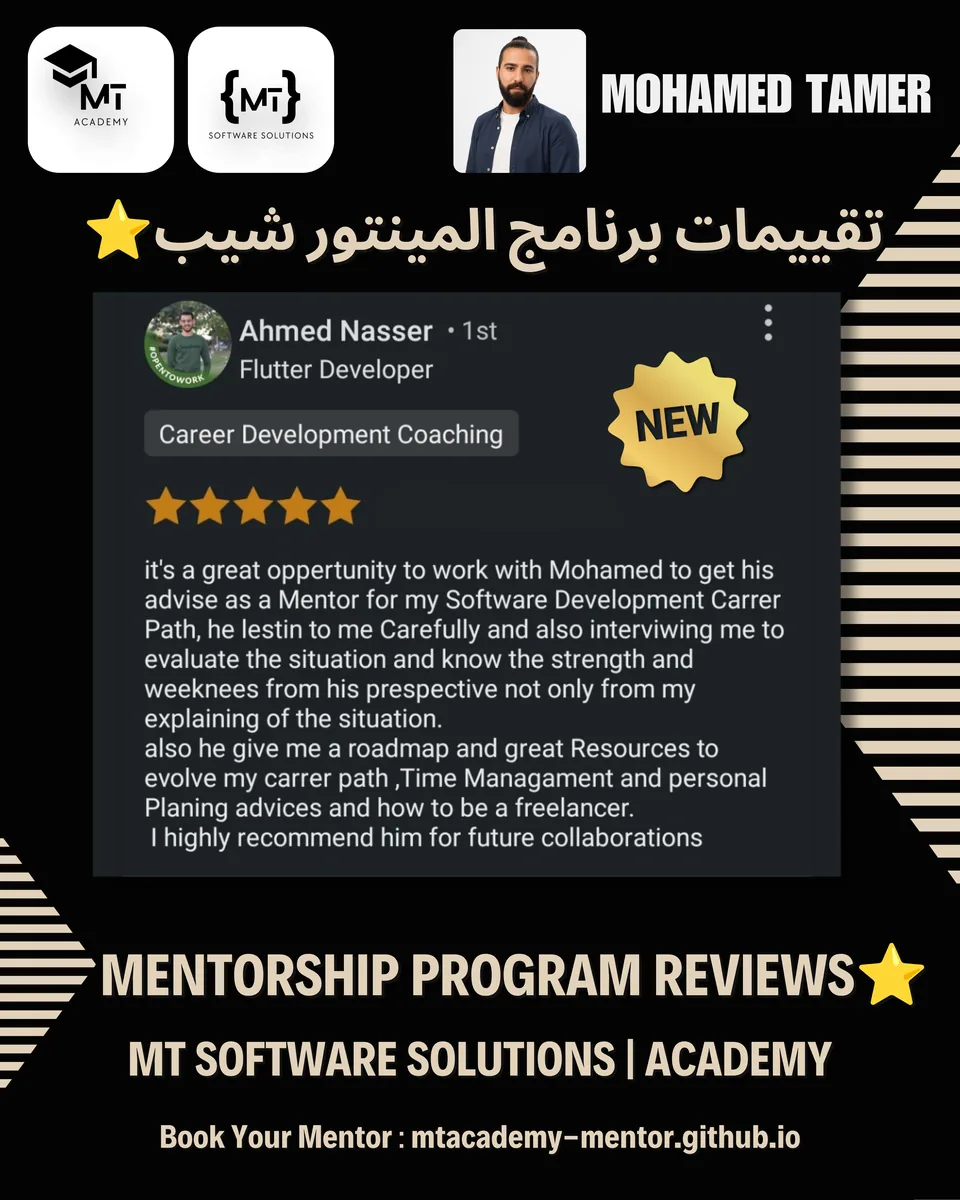 MT
ACADEMY
{MT}
SOFTWARE SOLUTIONS
MOHAMED TAMER
تقييمات برنامج المينتور شيب⭐
#OPENTOWORK
Ahmed Nasser • 1st
Flutter Developer
Career Development Coaching
NEW
it's a great oppertunity to work with Mohamed to get his
advise as a Mentor for my Software Development Carrer
Path, he lestin to me Carefully and also interviwing me to
evaluate the situation and know the strength and
weeknees from his prespective not only from my
explaining of the situation.
also he give me a roadmap and great Resources to
evolve my carrer path ,Time Managament and personal
Planing advices and how to be a freelancer.
I highly recommend him for future collaborations
MENTORSHIP PROGRAM REVIEWS⭐
MT SOFTWARE SOLUTIONS | ACADEMY
Book Your Mentor : mtacademy-mentor.github.io